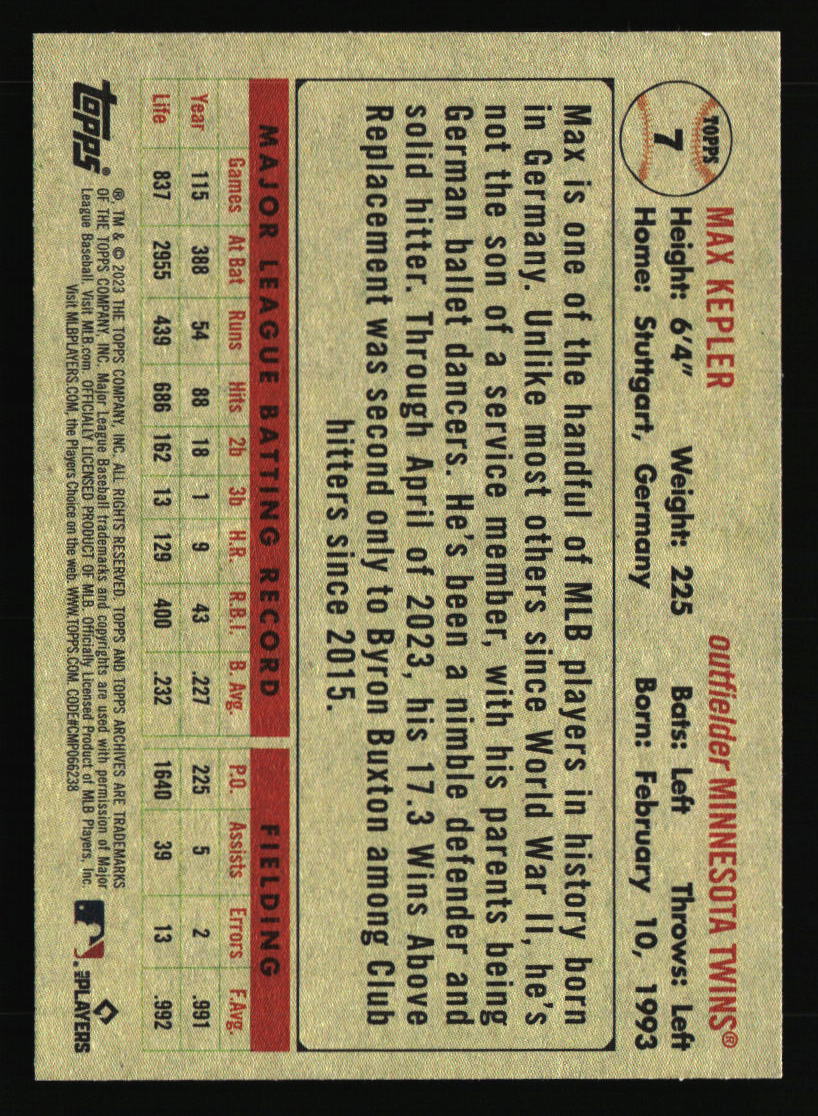 TOPPS
7
MAX KEPLER outfielder MINNESOTA TWINS®
Height: 6'4" Weight: 225 Bats: Left Throws: Left
Home: Stuttgart, Germany Born: February 10, 1993
Max is one of the handful of MLB players in history born
in Germany. Unlike most others since World War II, he's
not the son of a service member, with his parents being
German ballet dancers. He's been a nimble defender and
solid hitter. Through April of 2023, his 17.3 Wins Above
Replacement was second only to Byron Buxton among Club
hitters since 2015.
MAJOR LEAGUE BATTING RECORD FIELDING
Games At Bat Runs Hits 2b 3b H.R. R.B.I. B. Avg. P.O. Assists Errors F.Avg.
Year 115 388 54 88 18 1 9 43 .227 225 5 2 .991
Life 837 2955 439 686 162 13 129 400 .232 1640 39 13 .992
topps®
®, TM & © 2023 THE TOPPS COMPANY, INC. ALL RIGHTS RESERVED. TOPPS AND TOPPS ARCHIVES ARE TRADEMARKS
OF THE TOPPS COMPANY, INC. Major League Baseball trademarks and copyrights are used with permission of Major
League Baseball. Visit MLB.com. OFFICIALLY LICENSED PRODUCT OF MLB. Officially Licensed Product of MLB Players, Inc.
Visit MLBPLAYERS.COM, the Players Choice on the web. WWW.TOPPS.COM. CODE#CMP066238
MLB PLAYERS